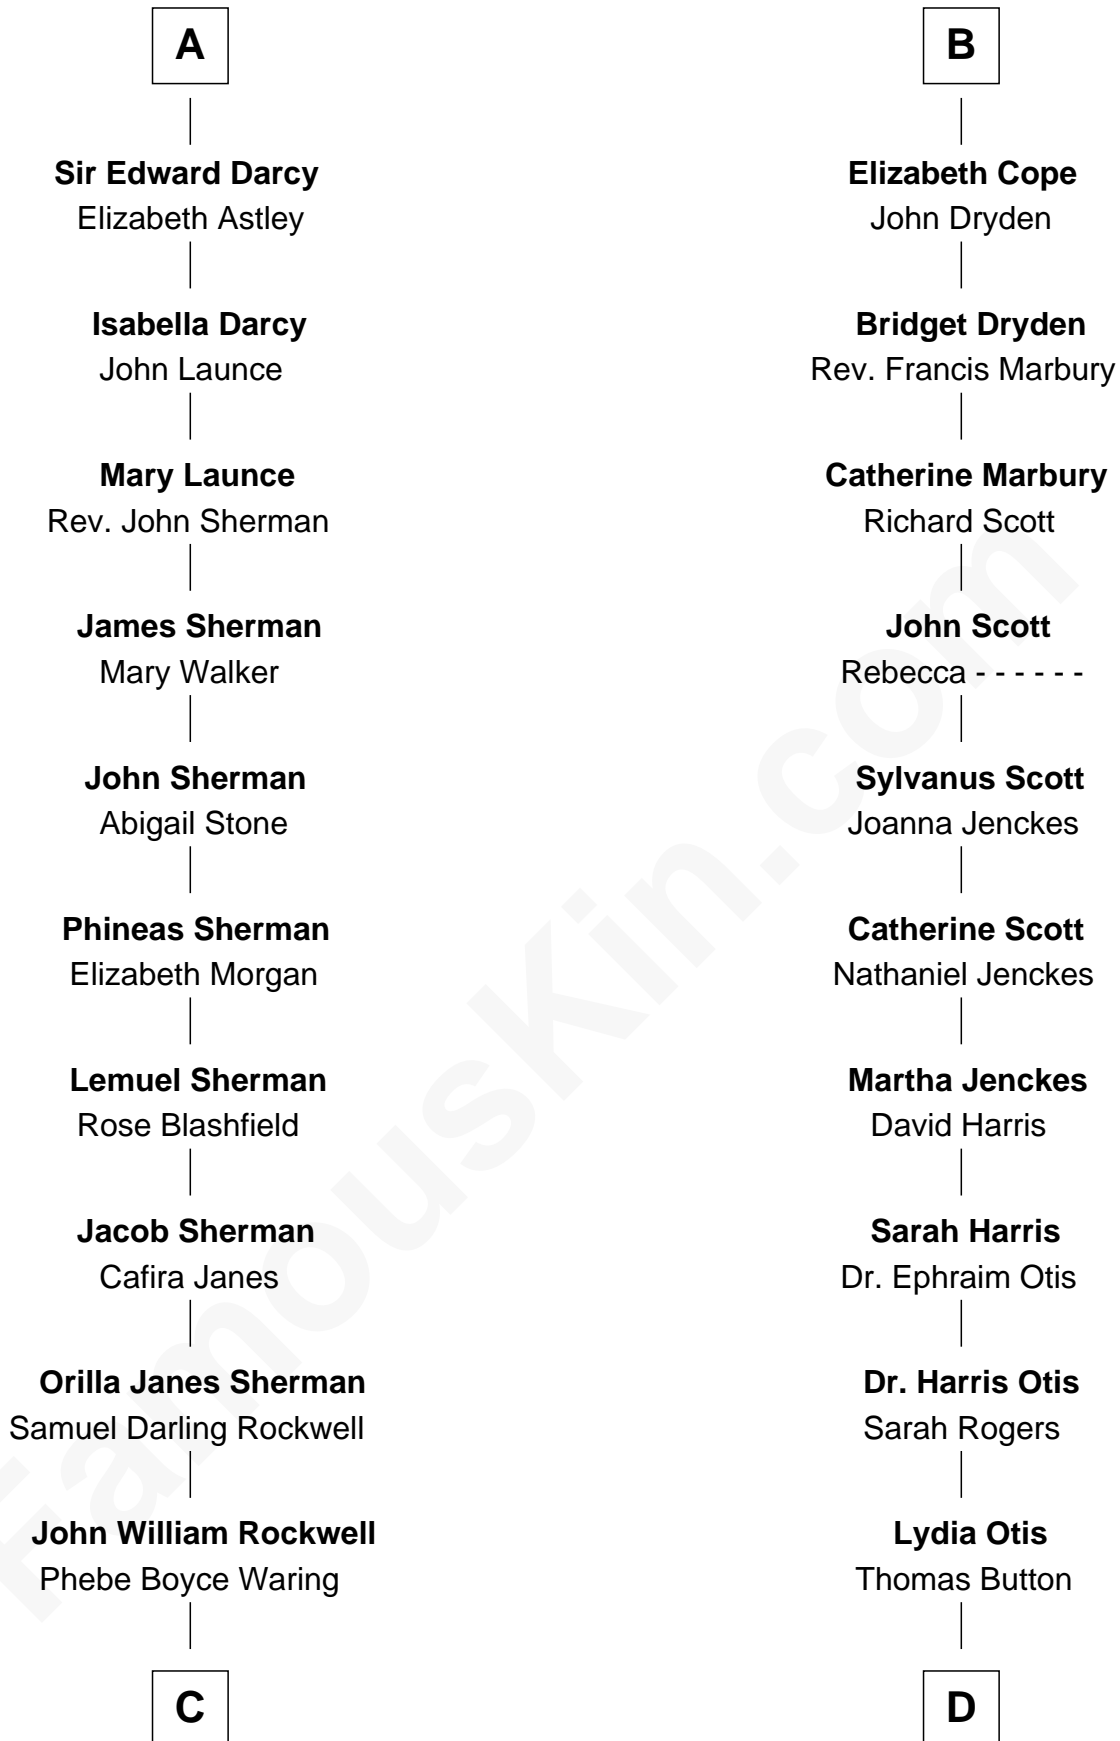 A
Sir Edward Darcy
Elizabeth Astley
Isabella Darcy
John Launce
Mary Launce
Rev. John Sherman
James Sherman
Mary Walker
John Sherman
Abigail Stone
Phineas Sherman
Elizabeth Morgan
Lemuel Sherman
Rose Blashfield
Jacob Sherman
Cafira Janes
Orilla Janes Sherman
Samuel Darling Rockwell
John William Rockwell
Phebe Boyce Waring
C
B
Elizabeth Cope
John Dryden
Bridget Dryden
Rev. Francis Marbury
Catherine Marbury
Richard Scott
John Scott
Rebecca - - - - - -
Sylvanus Scott
Joanna Jenckes
Catherine Scott
Nathaniel Jenckes
Martha Jenckes
David Harris
Sarah Harris
Dr. Ephraim Otis
Dr. Harris Otis
Sarah Rogers
Lydia Otis
Thomas Button
D
FamousKin.com